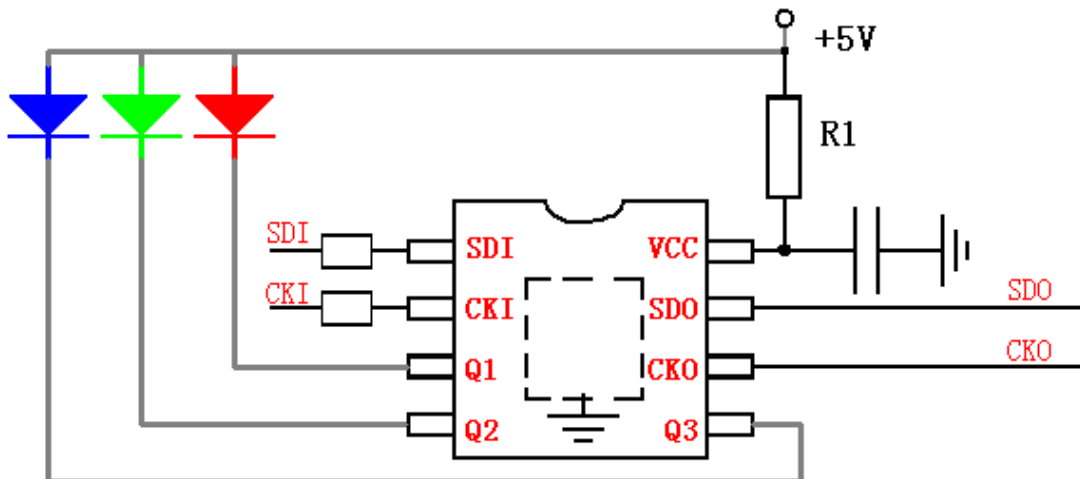 +5V
R1
SDI
SDI
VCC
CKI
CKI
SDO
SDO
Q1
CKO
CKO
Q2
Q3